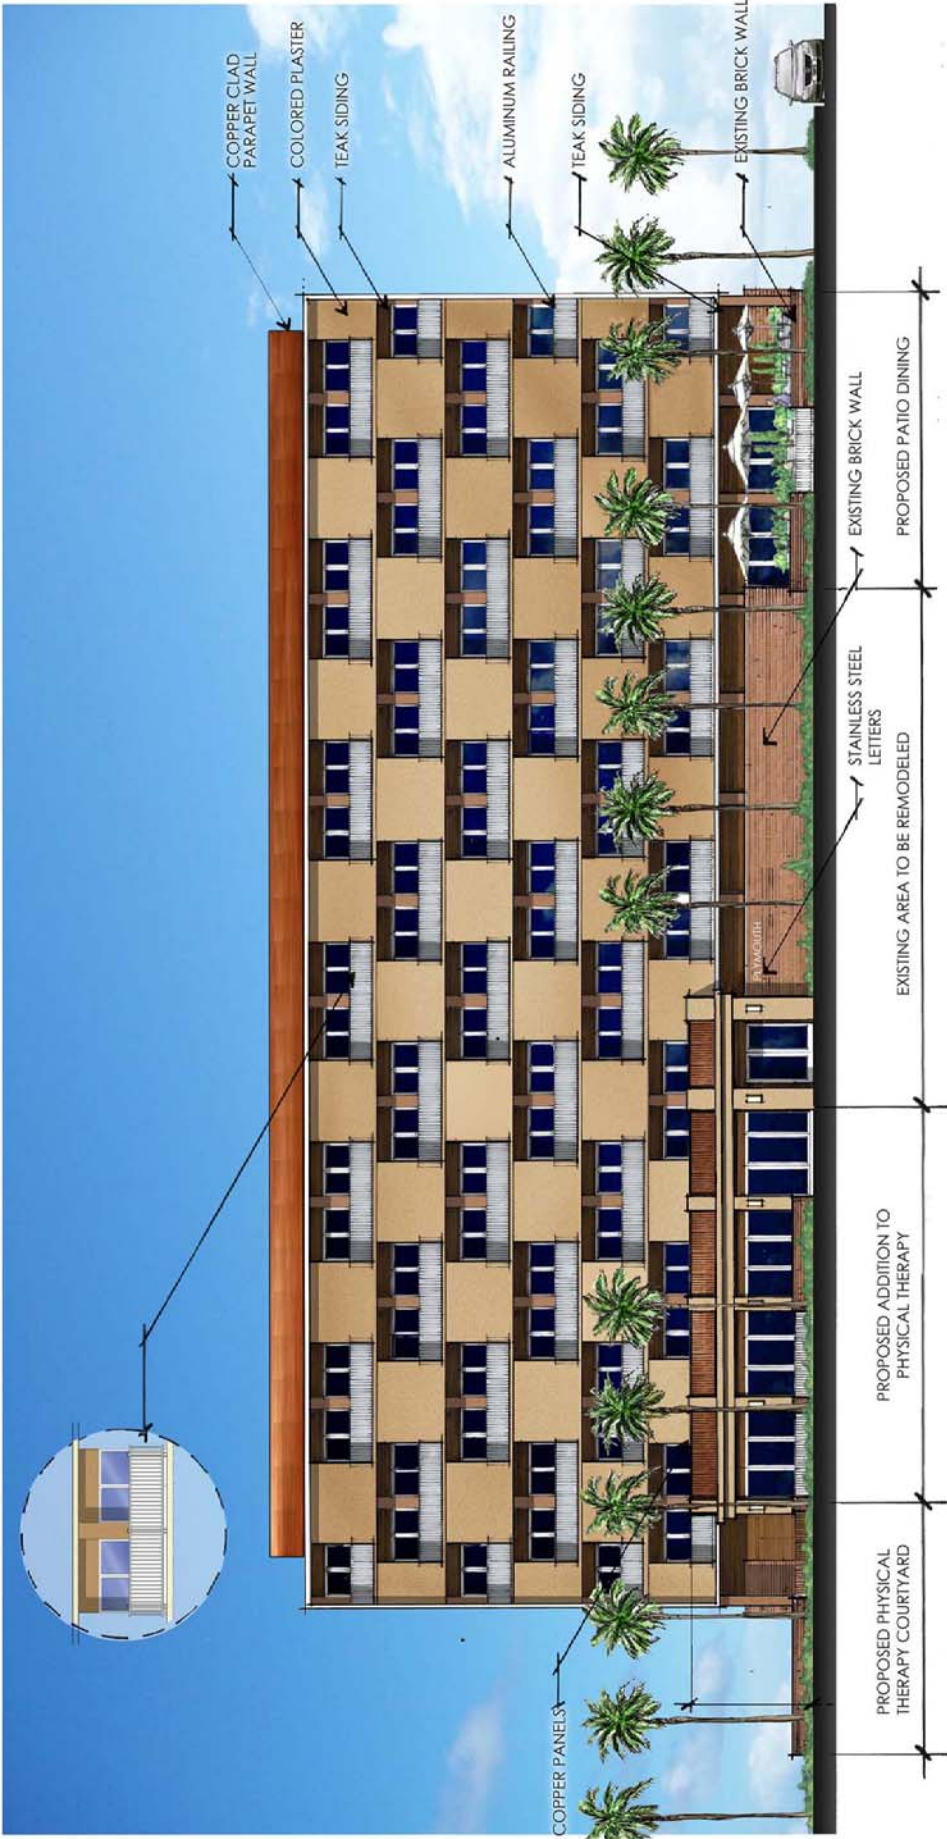 COPPER CLAD
PARAPET WALL
COLORED PLASTER
TEAK SIDING
ALUMINUM RAILING
TEAK SIDING
EXISTING BRICK WALL
COPPER PANELS
PLYMOUTH
STAINLESS STEEL
LETTERS
EXISTING BRICK WALL
PROPOSED PHYSICAL
THERAPY COURTYARD
PROPOSED ADDITION TO
PHYSICAL THERAPY
EXISTING AREA TO BE REMODELED
PROPOSED PATIO DINING